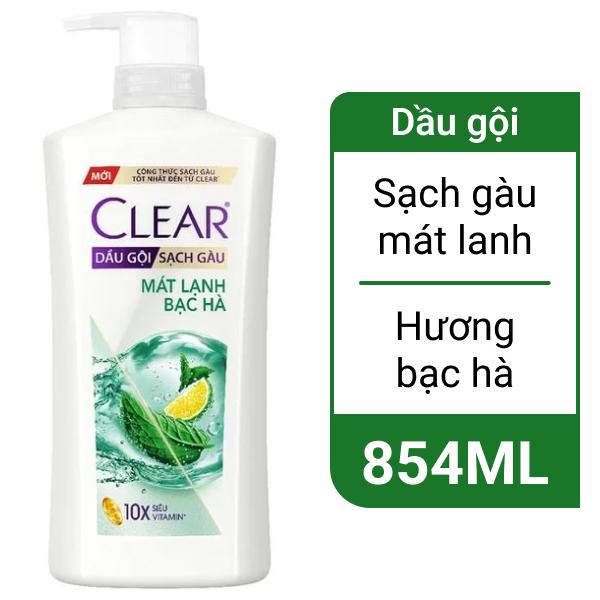 MỚI
CÔNG THỨC SẠCH GÀU
TỐT NHẤT ĐẾN TỪ CLEAR*
CLEAR®
DẦU GỘI SẠCH GÀU
MÁT LẠNH
BẠC HÀ
10X SIÊU
VITAMIN*
Dầu gội
Sạch gàu
mát lanh
Hương
bạc hà
854ML